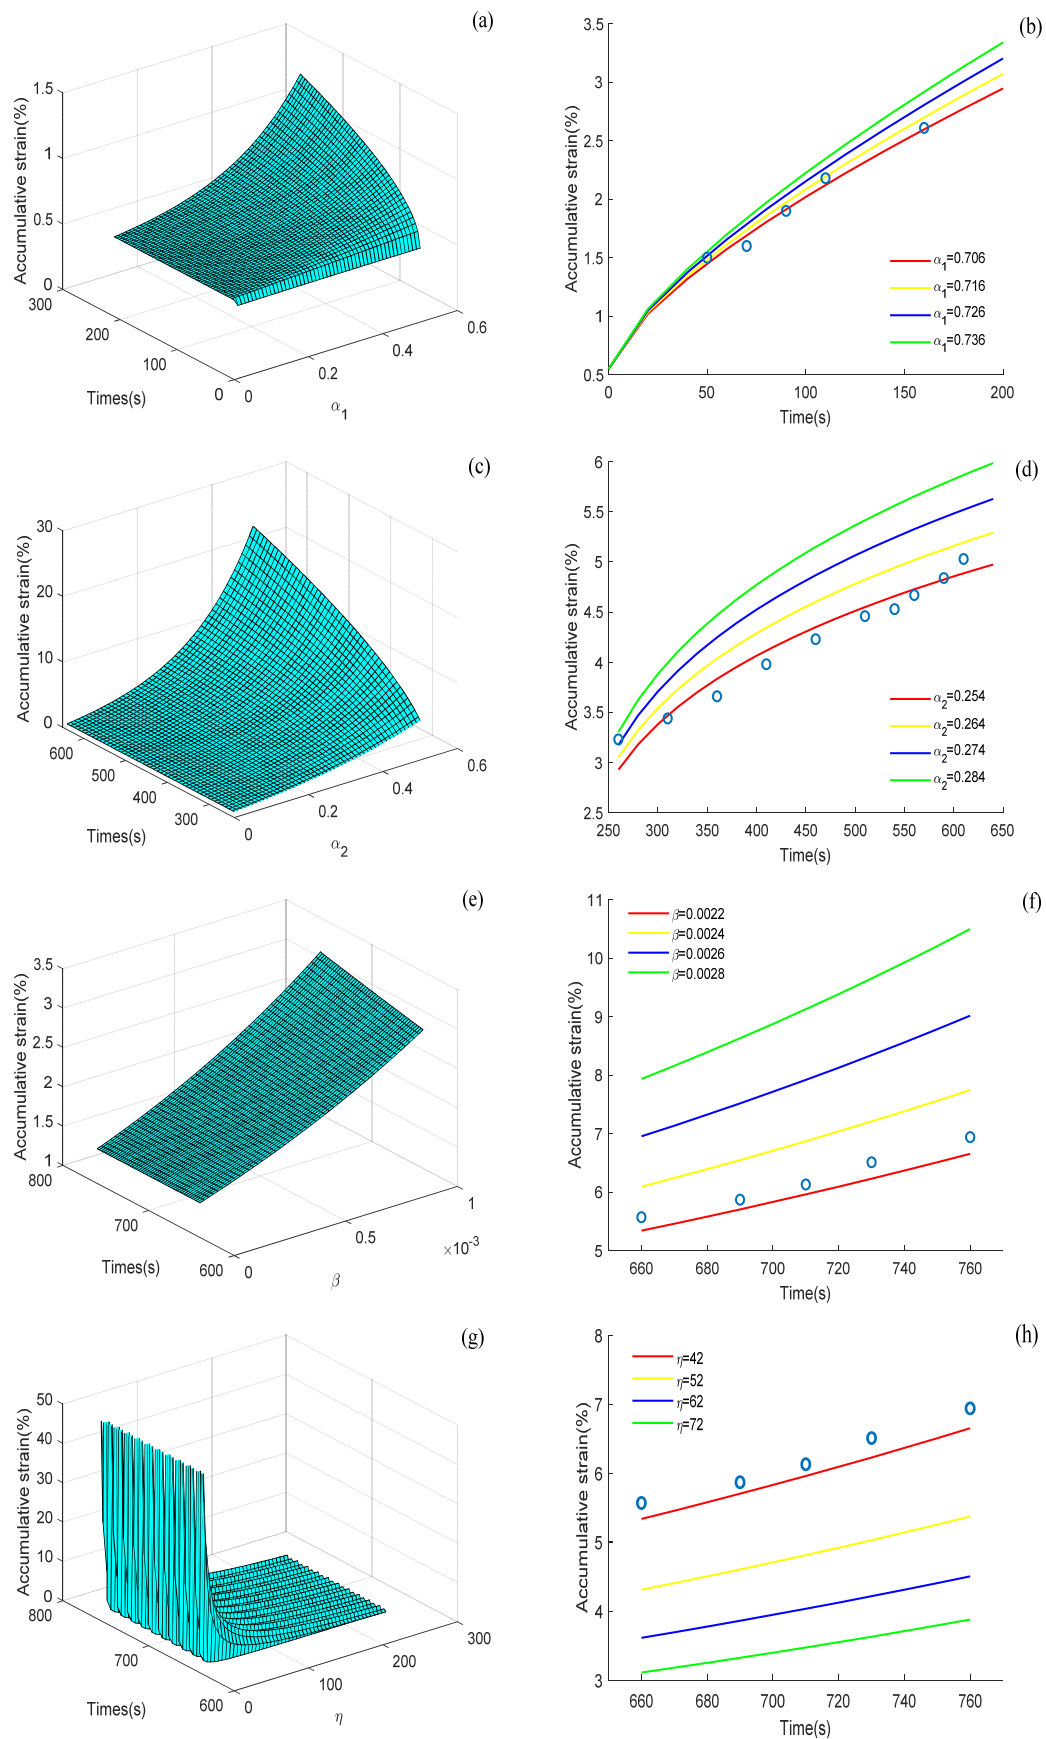 (a)
Accumulative strain(%)
1.5
1
0.5
0
300
200
100
0
Times(s)
0
0.2
0.4
0.6
α1
(b)
Accumulative strain(%)
3.5
3
2.5
2
1.5
1
0.5
α1=0.706
α1=0.716
α1=0.726
α1=0.736
0 50 100 150 200
Time(s)
(c)
Accumulative strain(%)
30
20
10
0
600
500
400
300
Times(s)
0
0.2
0.4
0.6
α2
(d)
Accumulative strain(%)
6
5.5
5
4.5
4
3.5
3
2.5
α2=0.254
α2=0.264
α2=0.274
α2=0.284
250 300 350 400 450 500 550 600 650
Time(s)
(e)
Accumulative strain(%)
3.5
3
2.5
2
1.5
1
800
700
600
Times(s)
0
0.5
1
×10-3
β
(f)
Accumulative strain(%)
11
10
9
8
7
6
5
β=0.0022
β=0.0024
β=0.0026
β=0.0028
660 680 700 720 740 760
Time(s)
(g)
Accumulative strain(%)
50
40
30
20
10
0
800
700
600
Times(s)
0
100
200
300
η
(h)
Accumulative strain(%)
8
7
6
5
4
3
η=42
η=52
η=62
η=72
660 680 700 720 740 760
Time(s)